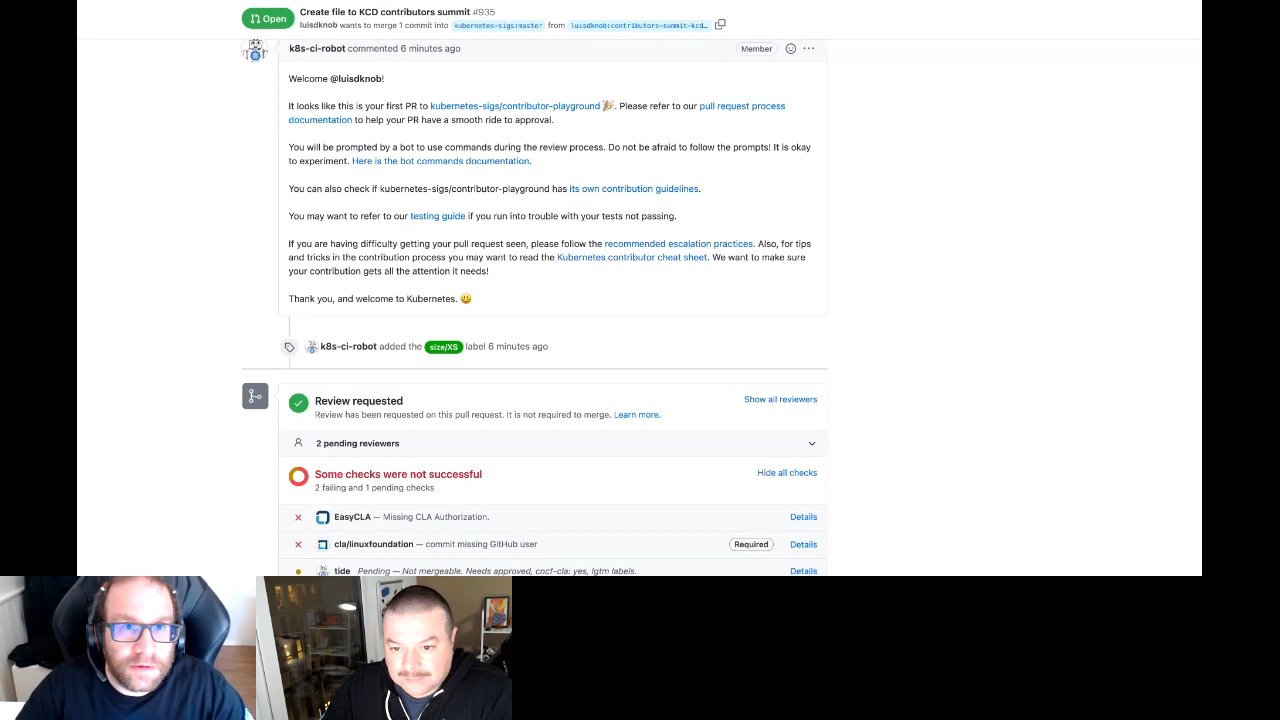 Open
Create file to KCD contributors summit #935
luisdknob wants to merge 1 commit into kubernetes-sigs:master from luisdknob:contributors-summit-kcd…
k8s-ci-robot commented 6 minutes ago
Member
Welcome @luisdknob!
It looks like this is your first PR to kubernetes-sigs/contributor-playground 🎉. Please refer to our pull request process
documentation to help your PR have a smooth ride to approval.
You will be prompted by a bot to use commands during the review process. Do not be afraid to follow the prompts! It is okay
to experiment. Here is the bot commands documentation.
You can also check if kubernetes-sigs/contributor-playground has its own contribution guidelines.
You may want to refer to our testing guide if you run into trouble with your tests not passing.
If you are having difficulty getting your pull request seen, please follow the recommended escalation practices. Also, for tips
and tricks in the contribution process you may want to read the Kubernetes contributor cheat sheet. We want to make sure
your contribution gets all the attention it needs!
Thank you, and welcome to Kubernetes. 😃
k8s-ci-robot added the size/XS label 6 minutes ago
Review requested
Show all reviewers
Review has been requested on this pull request. It is not required to merge. Learn more.
2 pending reviewers
Some checks were not successful
Hide all checks
2 failing and 1 pending checks
EasyCLA — Missing CLA Authorization.
Details
cla/linuxfoundation — commit missing GitHub user
Required
Details
tide Pending — Not mergeable. Needs approved, cncf-cla: yes, lgtm labels.
Details